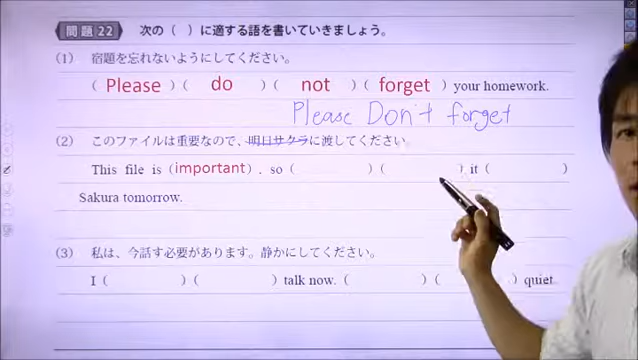 問題 22 次の（ ）に適する語を書いていきましょう。
(1) 宿題を忘れないようにしてください。
( Please )( do )( not )( forget ) your homework.
Please Don't forget
(2) このファイルは重要なので、明日サクラに渡してください。
This file is (important) , so ( )( ) it ( )
Sakura tomorrow.
(3) 私は、今話す必要があります。静かにしてください。
I ( )( ) talk now. ( )( ) quiet.